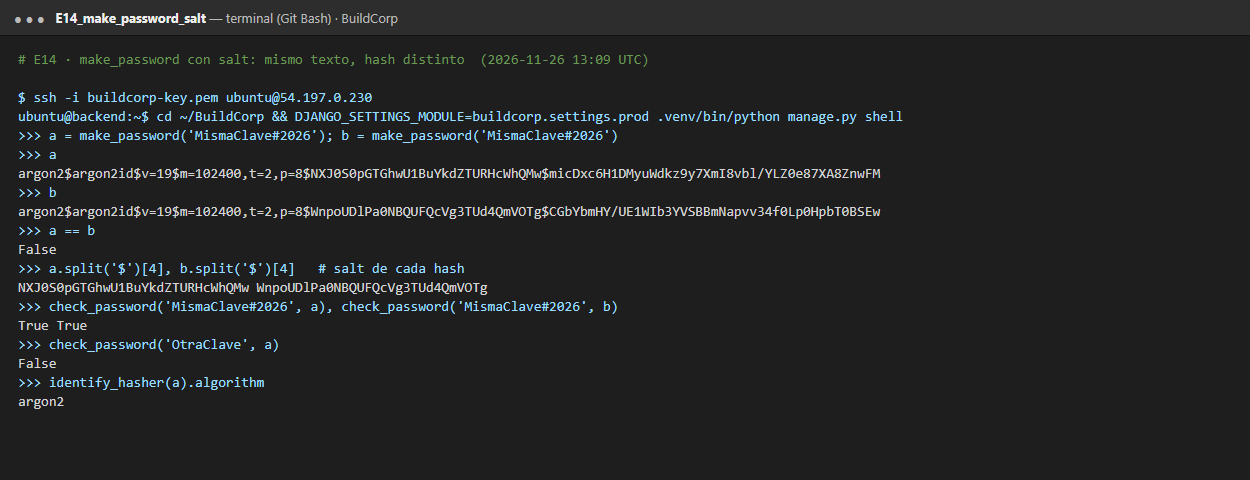 E14_make_password_salt — terminal (Git Bash) · BuildCorp
# E14 · make_password con salt: mismo texto, hash distinto (2026-11-26 13:09 UTC)
$ ssh -i buildcorp-key.pem ubuntu@54.197.0.230
ubuntu@backend:~$ cd ~/BuildCorp && DJANGO_SETTINGS_MODULE=buildcorp.settings.prod .venv/bin/python manage.py shell
>>> a = make_password('MismaClave#2026'); b = make_password('MismaClave#2026')
>>> a
argon2$argon2id$v=19$m=102400,t=2,p=8$NXJ0S0pGTGhwU1BuYkdZTURHcWhQMw$micDxc6H1DMyuWdkz9y7XmI8vbl/YLZ0e87XA8ZnwFM
>>> b
argon2$argon2id$v=19$m=102400,t=2,p=8$WnpoUDlPa0NBQUFQcVg3TUd4QmVOTg$CGbYbmHY/UE1WIb3YVSBBmNapvv34f0Lp0HpbT0BSEw
>>> a == b
False
>>> a.split('$')[4], b.split('$')[4] # salt de cada hash
NXJ0S0pGTGhwU1BuYkdZTURHcWhQMw WnpoUDlPa0NBQUFQcVg3TUd4QmVOTg
>>> check_password('MismaClave#2026', a), check_password('MismaClave#2026', b)
True True
>>> check_password('OtraClave', a)
False
>>> identify_hasher(a).algorithm
argon2